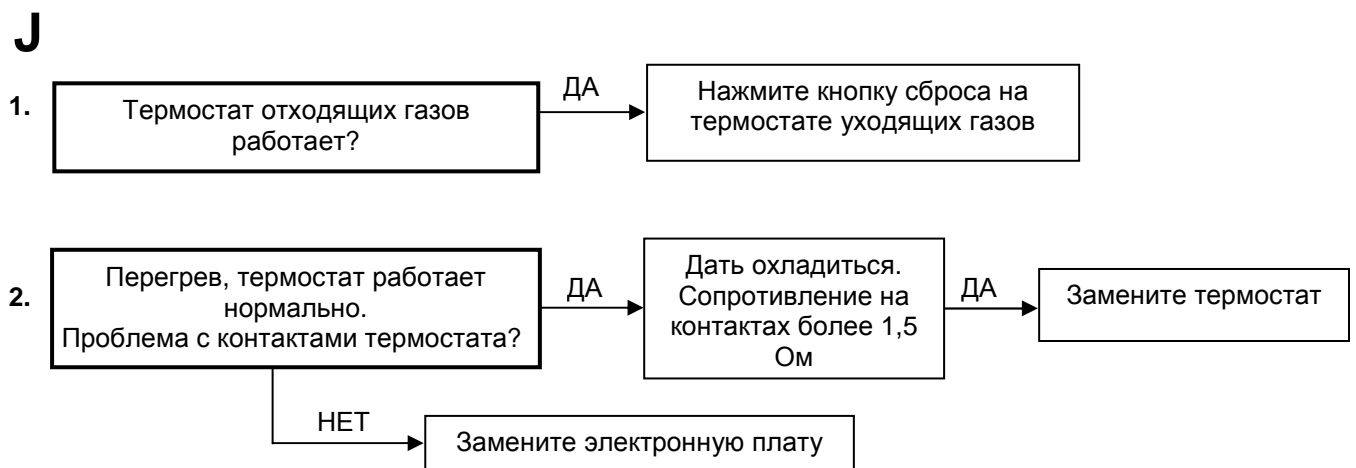 J
1.
Термостат отходящих газов
работает?
ДА
Нажмите кнопку сброса на
термостате уходящих газов
2.
Перегрев, термостат работает
нормально.
Проблема с контактами термостата?
ДА
Дать охладиться.
Сопротивление на
контактах более 1,5
Ом
ДА
Замените термостат
НЕТ
Замените электронную плату